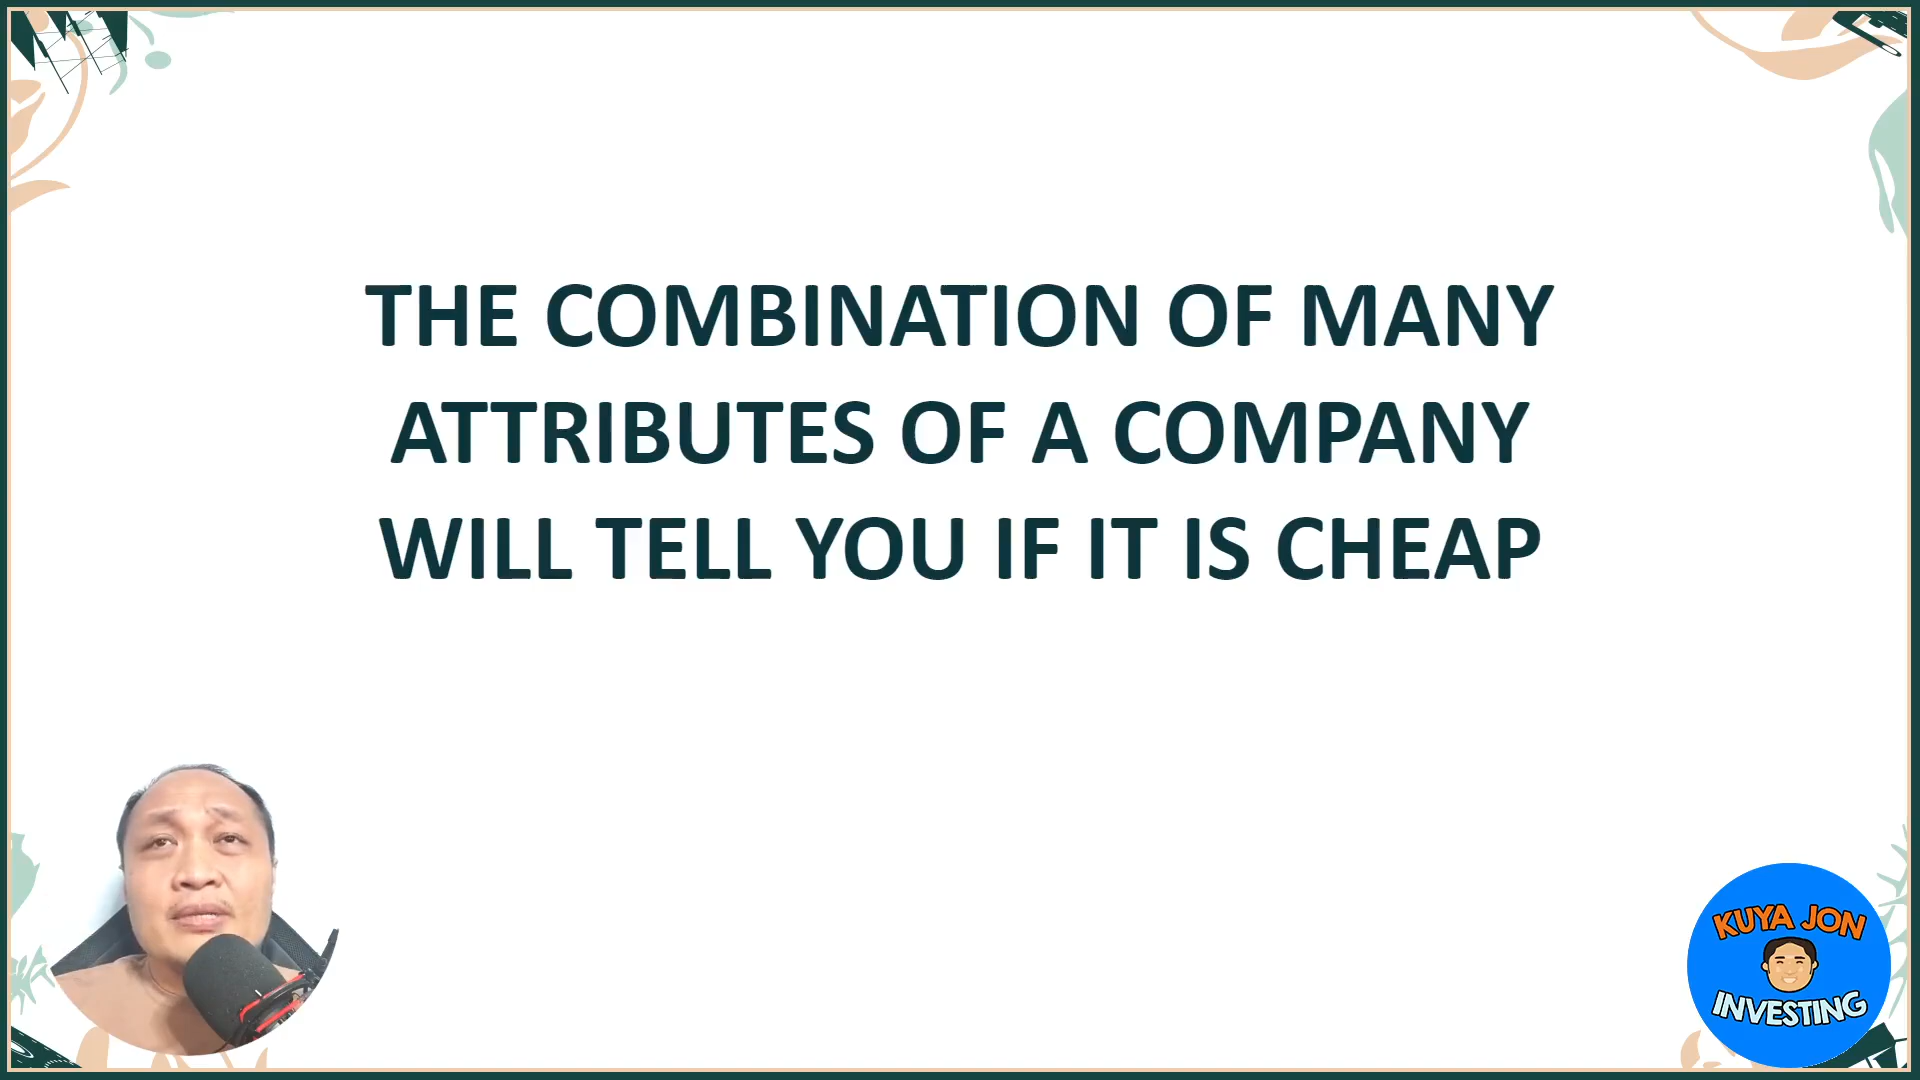 THE COMBINATION OF MANY
ATTRIBUTES OF A COMPANY
WILL TELL YOU IF IT IS CHEAP
KUYA JON
INVESTING